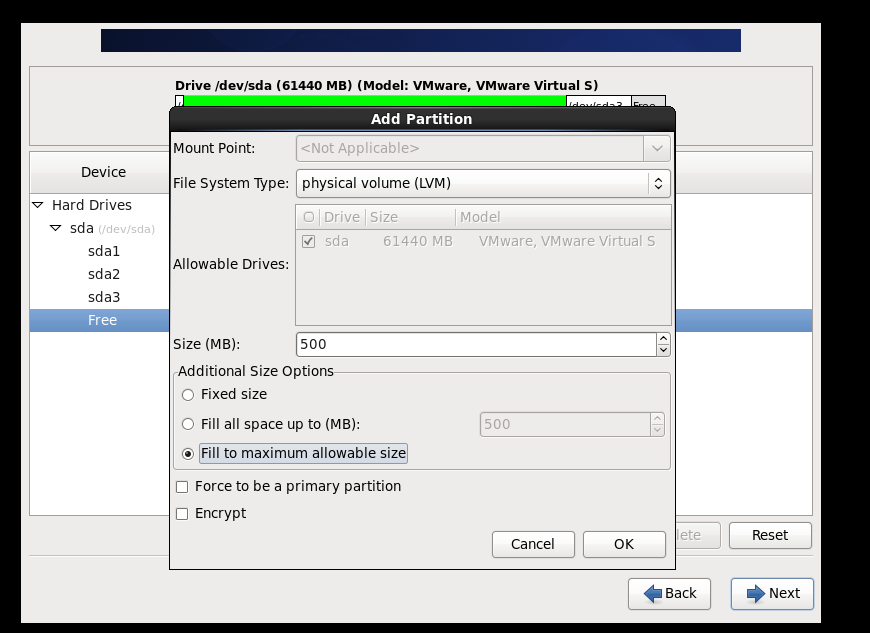 Drive /dev/sda (61440 MB) (Model: VMware, VMware Virtual S)
/dev/sda3 Free
Add Partition
Mount Point: <Not Applicable>
File System Type: physical volume (LVM)
Device
Drive Size Model
sda 61440 MB VMware, VMware Virtual S
Allowable Drives:
Hard Drives
sda (/dev/sda)
sda1
sda2
sda3
Free
Size (MB): 500
Additional Size Options
Fixed size
Fill all space up to (MB): 500
Fill to maximum allowable size
Force to be a primary partition
Encrypt
Cancel OK
Reset
Back Next